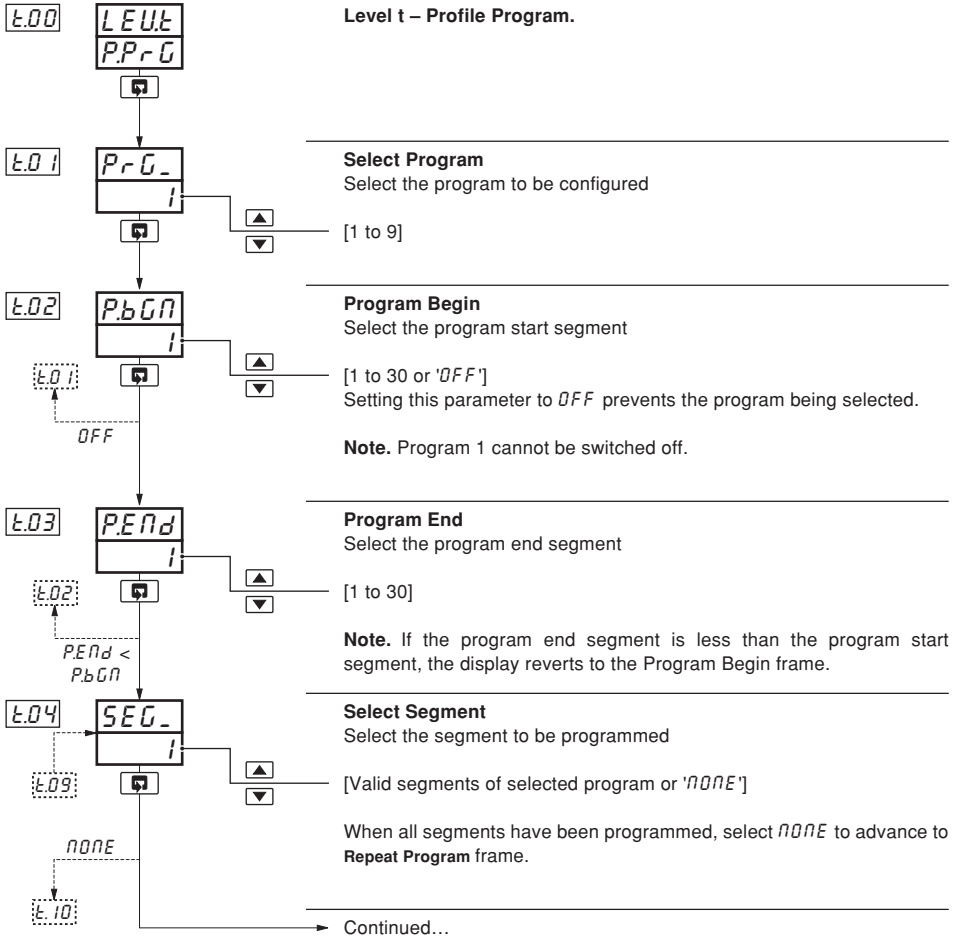 t.00
LEV.t
P.PrG
Level t – Profile Program.
t.01
PrG_
1
Select Program
Select the program to be configured
[1 to 9]
t.02
P.bGN
1
Program Begin
Select the program start segment
t.01
[1 to 30 or 'OFF']
Setting this parameter to OFF prevents the program being selected.
OFF
Note. Program 1 cannot be switched off.
t.03
P.ENd
1
Program End
Select the program end segment
t.02
[1 to 30]
P.ENd <
P.bGN
Note. If the program end segment is less than the program start
segment, the display reverts to the Program Begin frame.
t.04
SEG_
1
Select Segment
Select the segment to be programmed
t.09
[Valid segments of selected program or 'NONE']
NONE
When all segments have been programmed, select NONE to advance to
Repeat Program frame.
t.10
Continued…